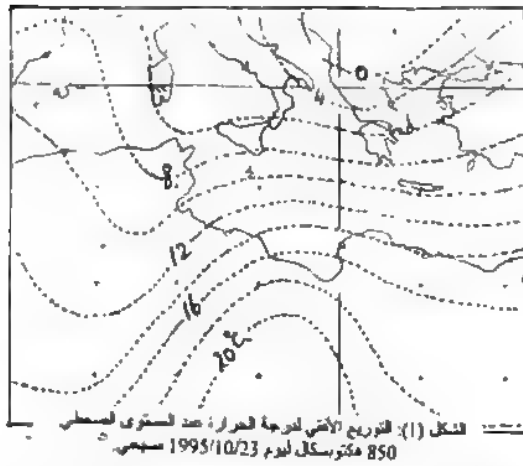 0
4
8
12
16
20°C
الشكل (1): التوزيع الأفقي لدرجة الحرارة عند المستوى الضغطي
850 هكتوبسكال ليوم 1995/10/23